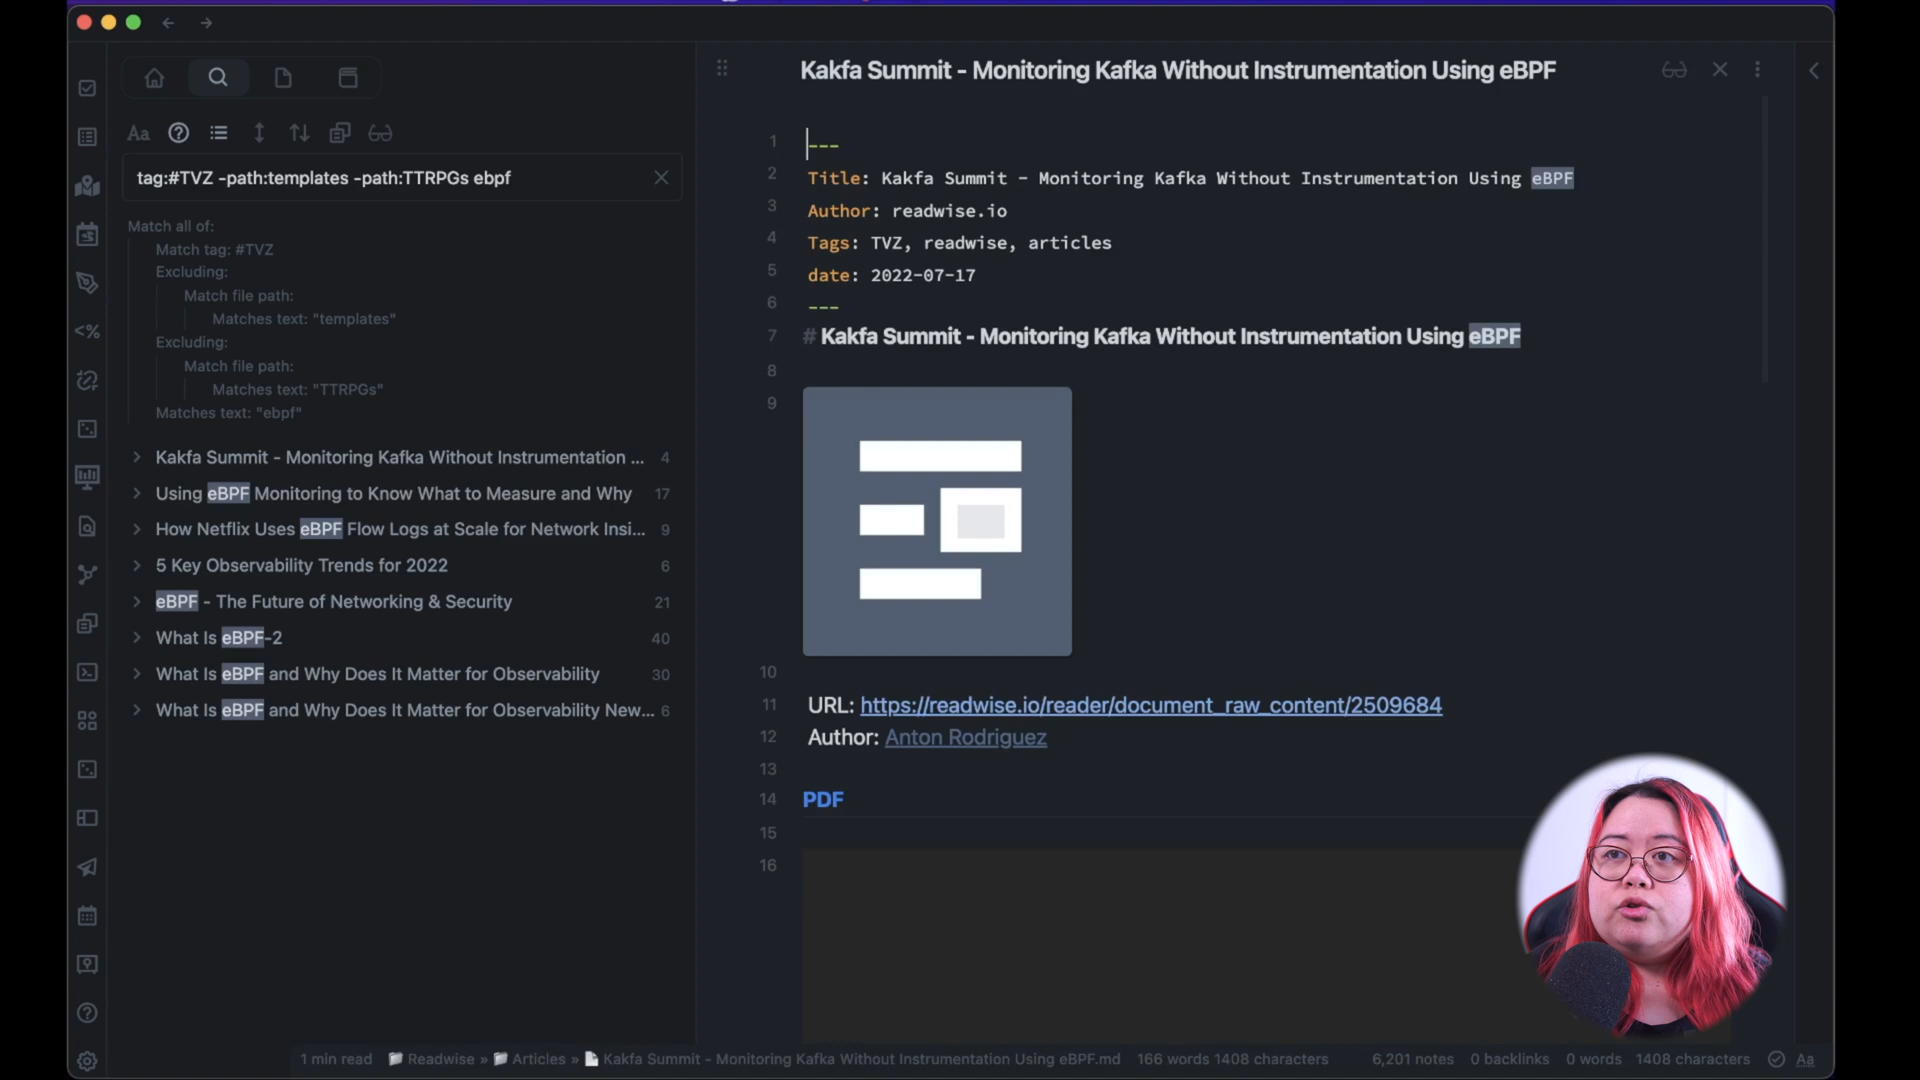 Kakfa Summit - Monitoring Kafka Without Instrumentation Using eBPF
Aa
tag:#TVZ -path:templates -path:TTRPGs ebpf
Match all of:
Match tag: #TVZ
Excluding:
Match file path:
Matches text: "templates"
Excluding:
Match file path:
Matches text: "TTRPGs"
Matches text: "ebpf"
Kakfa Summit - Monitoring Kafka Without Instrumentation ... 4
Using eBPF Monitoring to Know What to Measure and Why 17
How Netflix Uses eBPF Flow Logs at Scale for Network Insi... 9
5 Key Observability Trends for 2022 6
eBPF - The Future of Networking & Security 21
What Is eBPF-2 40
What Is eBPF and Why Does It Matter for Observability 30
What Is eBPF and Why Does It Matter for Observability New... 6
<%
1 ---
2 Title: Kakfa Summit - Monitoring Kafka Without Instrumentation Using eBPF
3 Author: readwise.io
4 Tags: TVZ, readwise, articles
5 date: 2022-07-17
6 ---
7 # Kakfa Summit - Monitoring Kafka Without Instrumentation Using eBPF
8
9
10
11 URL: https://readwise.io/reader/document_raw_content/2509684
12 Author: Anton Rodriguez
13
14 PDF
15
16
1 min read Readwise » Articles » Kakfa Summit - Monitoring Kafka Without Instrumentation Using eBPF.md 166 words 1408 characters 6,201 notes 0 backlinks 0 words 1408 characters Aa